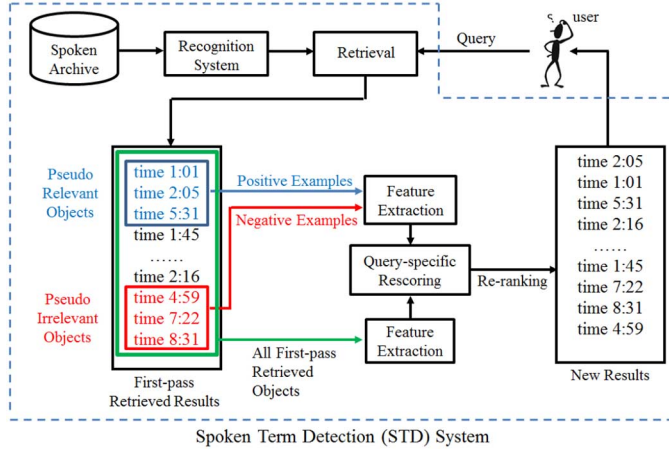 Spoken
Archive
Recognition
System
Retrieval
Query
user
Pseudo
Relevant
Objects
time 1:01
time 2:05
time 5:31
time 1:45
......
time 2:16
time 4:59
time 7:22
time 8:31
Pseudo
Irrelevant
Objects
First-pass
Retrieved Results
Positive Examples
Negative Examples
All First-pass
Retrieved
Objects
Feature
Extraction
Query-specific
Rescoring
Feature
Extraction
Re-ranking
time 2:05
time 1:01
time 5:31
time 2:16
......
time 1:45
time 7:22
time 8:31
time 4:59
New Results
Spoken Term Detection (STD) System